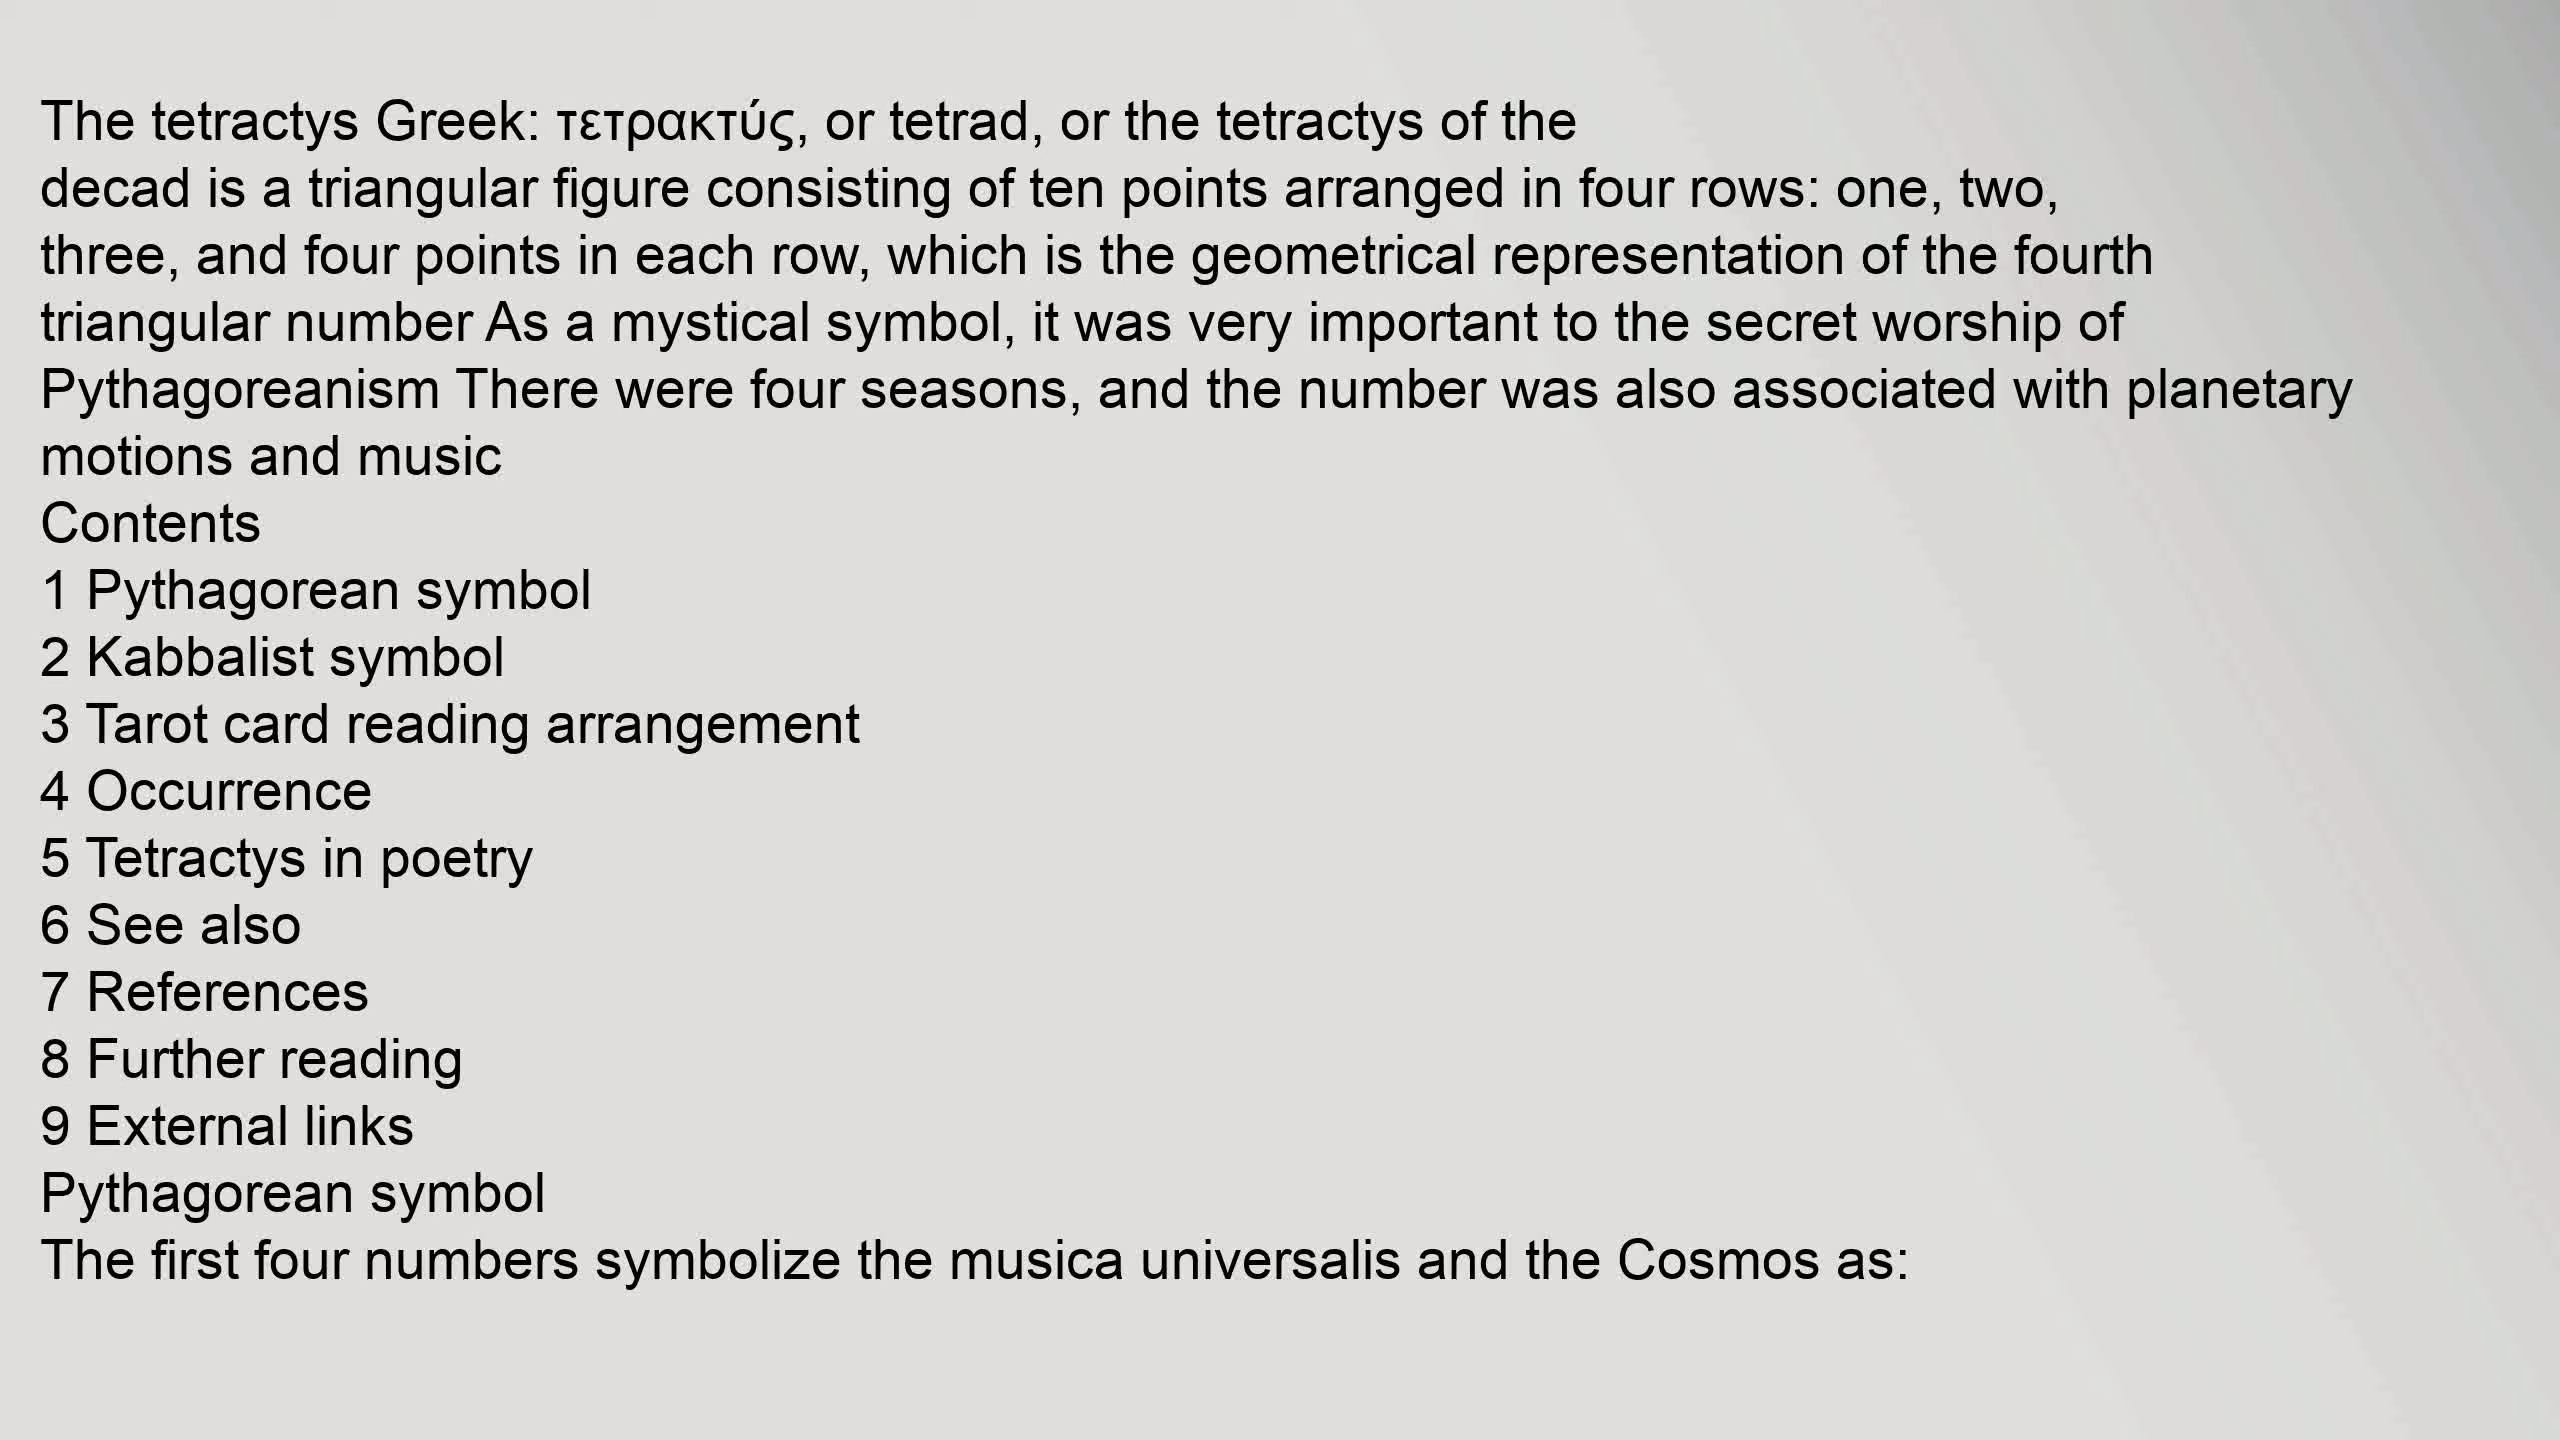 The tetractys Greek: τετρακτύς, or tetrad, or the tetractys of the
decad is a triangular figure consisting of ten points arranged in four rows: one, two,
three, and four points in each row, which is the geometrical representation of the fourth
triangular number As a mystical symbol, it was very important to the secret worship of
Pythagoreanism There were four seasons, and the number was also associated with planetary
motions and music
Contents
1 Pythagorean symbol
2 Kabbalist symbol
3 Tarot card reading arrangement
4 Occurrence
5 Tetractys in poetry
6 See also
7 References
8 Further reading
9 External links
Pythagorean symbol
The first four numbers symbolize the musica universalis and the Cosmos as: